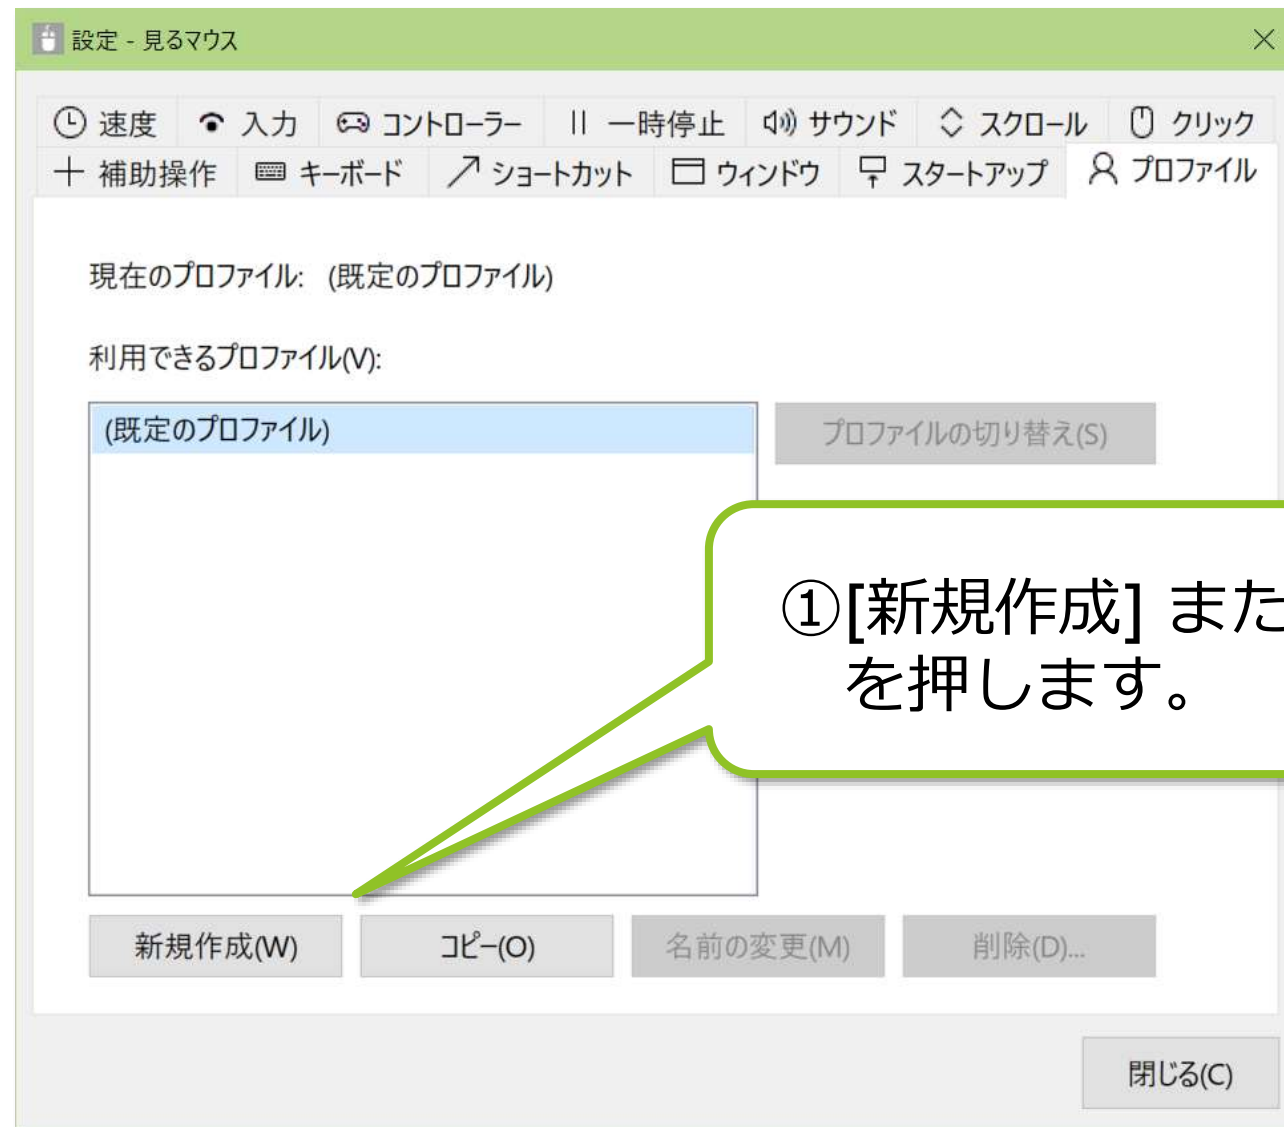 設定 - 見るマウス
速度 入力 コントローラー 一時停止 サウンド スクロール クリック
補助操作 キーボード ショートカット ウィンドウ スタートアップ プロファイル
現在のプロファイル: (既定のプロファイル)
利用できるプロファイル(V):
(既定のプロファイル)
プロファイルの切り替え(S)
①[新規作成] また
を押します。
新規作成(W) コピー(O) 名前の変更(M) 削除(D)...
閉じる(C)